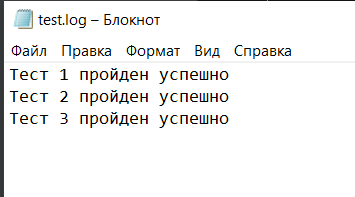 test.log – Блокнот
Файл Правка Формат Вид Справка
Тест 1 пройден успешно
Тест 2 пройден успешно
Тест 3 пройден успешно